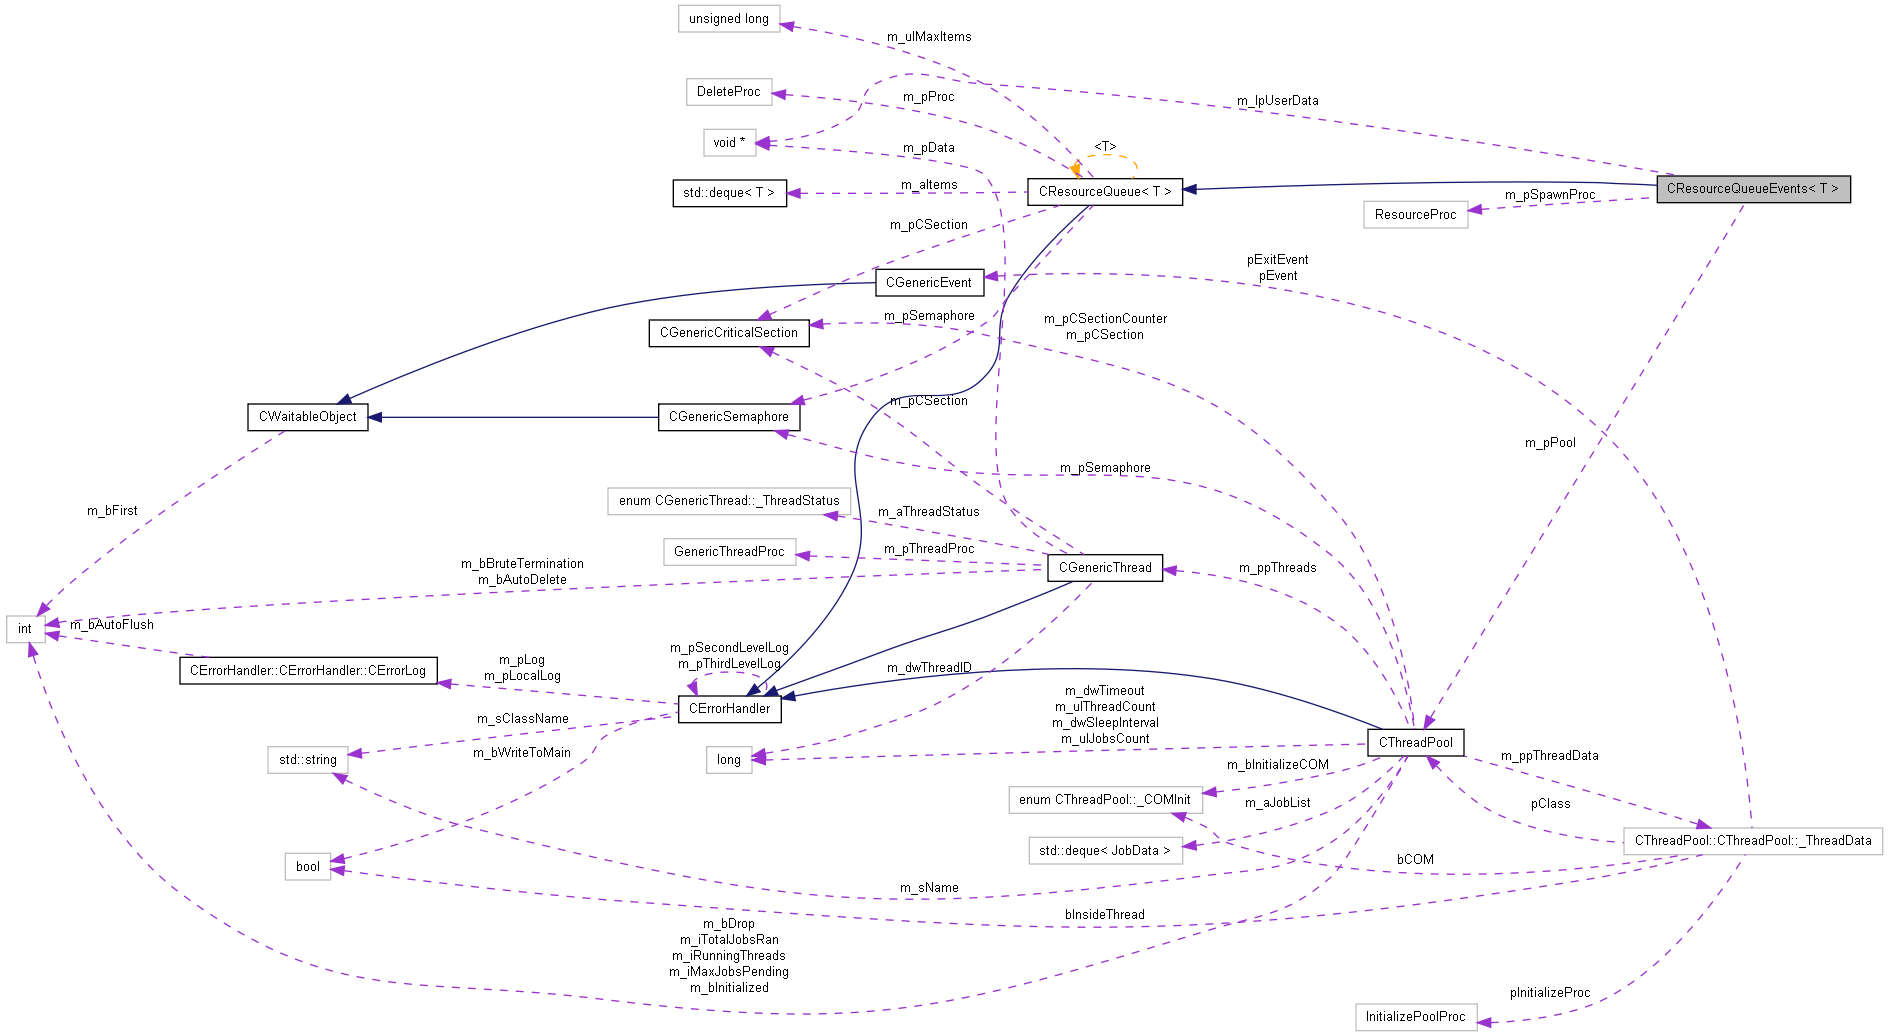 unsigned long
m_ulMaxItems
DeleteProc
m_pProc
m_lpUserData
void *
m_pData
<T>
std::deque< T >
m_aItems
CResourceQueue< T >
CResourceQueueEvents< T >
m_pSpawnProc
ResourceProc
m_pCSection
pExitEvent
pEvent
CGenericEvent
m_pSemaphore
m_pCSectionCounter
m_pCSection
CGenericCriticalSection
m_pCSection
CWaitableObject
CGenericSemaphore
m_pPool
m_pSemaphore
enum CGenericThread::_ThreadStatus
m_bFirst
m_aThreadStatus
GenericThreadProc
m_pThreadProc
m_bBruteTermination
m_bAutoDelete
CGenericThread
m_ppThreads
int
m_bAutoFlush
CErrorHandler::CErrorHandler::CErrorLog
m_pLog
m_pLocalLog
m_pSecondLevelLog
m_pThirdLevelLog
m_dwThreadID
CErrorHandler
m_dwTimeout
m_ulThreadCount
m_dwSleepInterval
m_ulJobsCount
m_sClassName
m_bWriteToMain
std::string
long
CThreadPool
m_ppThreadData
m_bInitializeCOM
enum CThreadPool::_COMInit
m_aJobList
pClass
std::deque< JobData >
CThreadPool::CThreadPool::_ThreadData
bool
bCOM
m_sName
bInsideThread
m_bDrop
m_iTotalJobsRan
m_iRunningThreads
m_iMaxJobsPending
m_bInitialized
pInitializeProc
InitializePoolProc